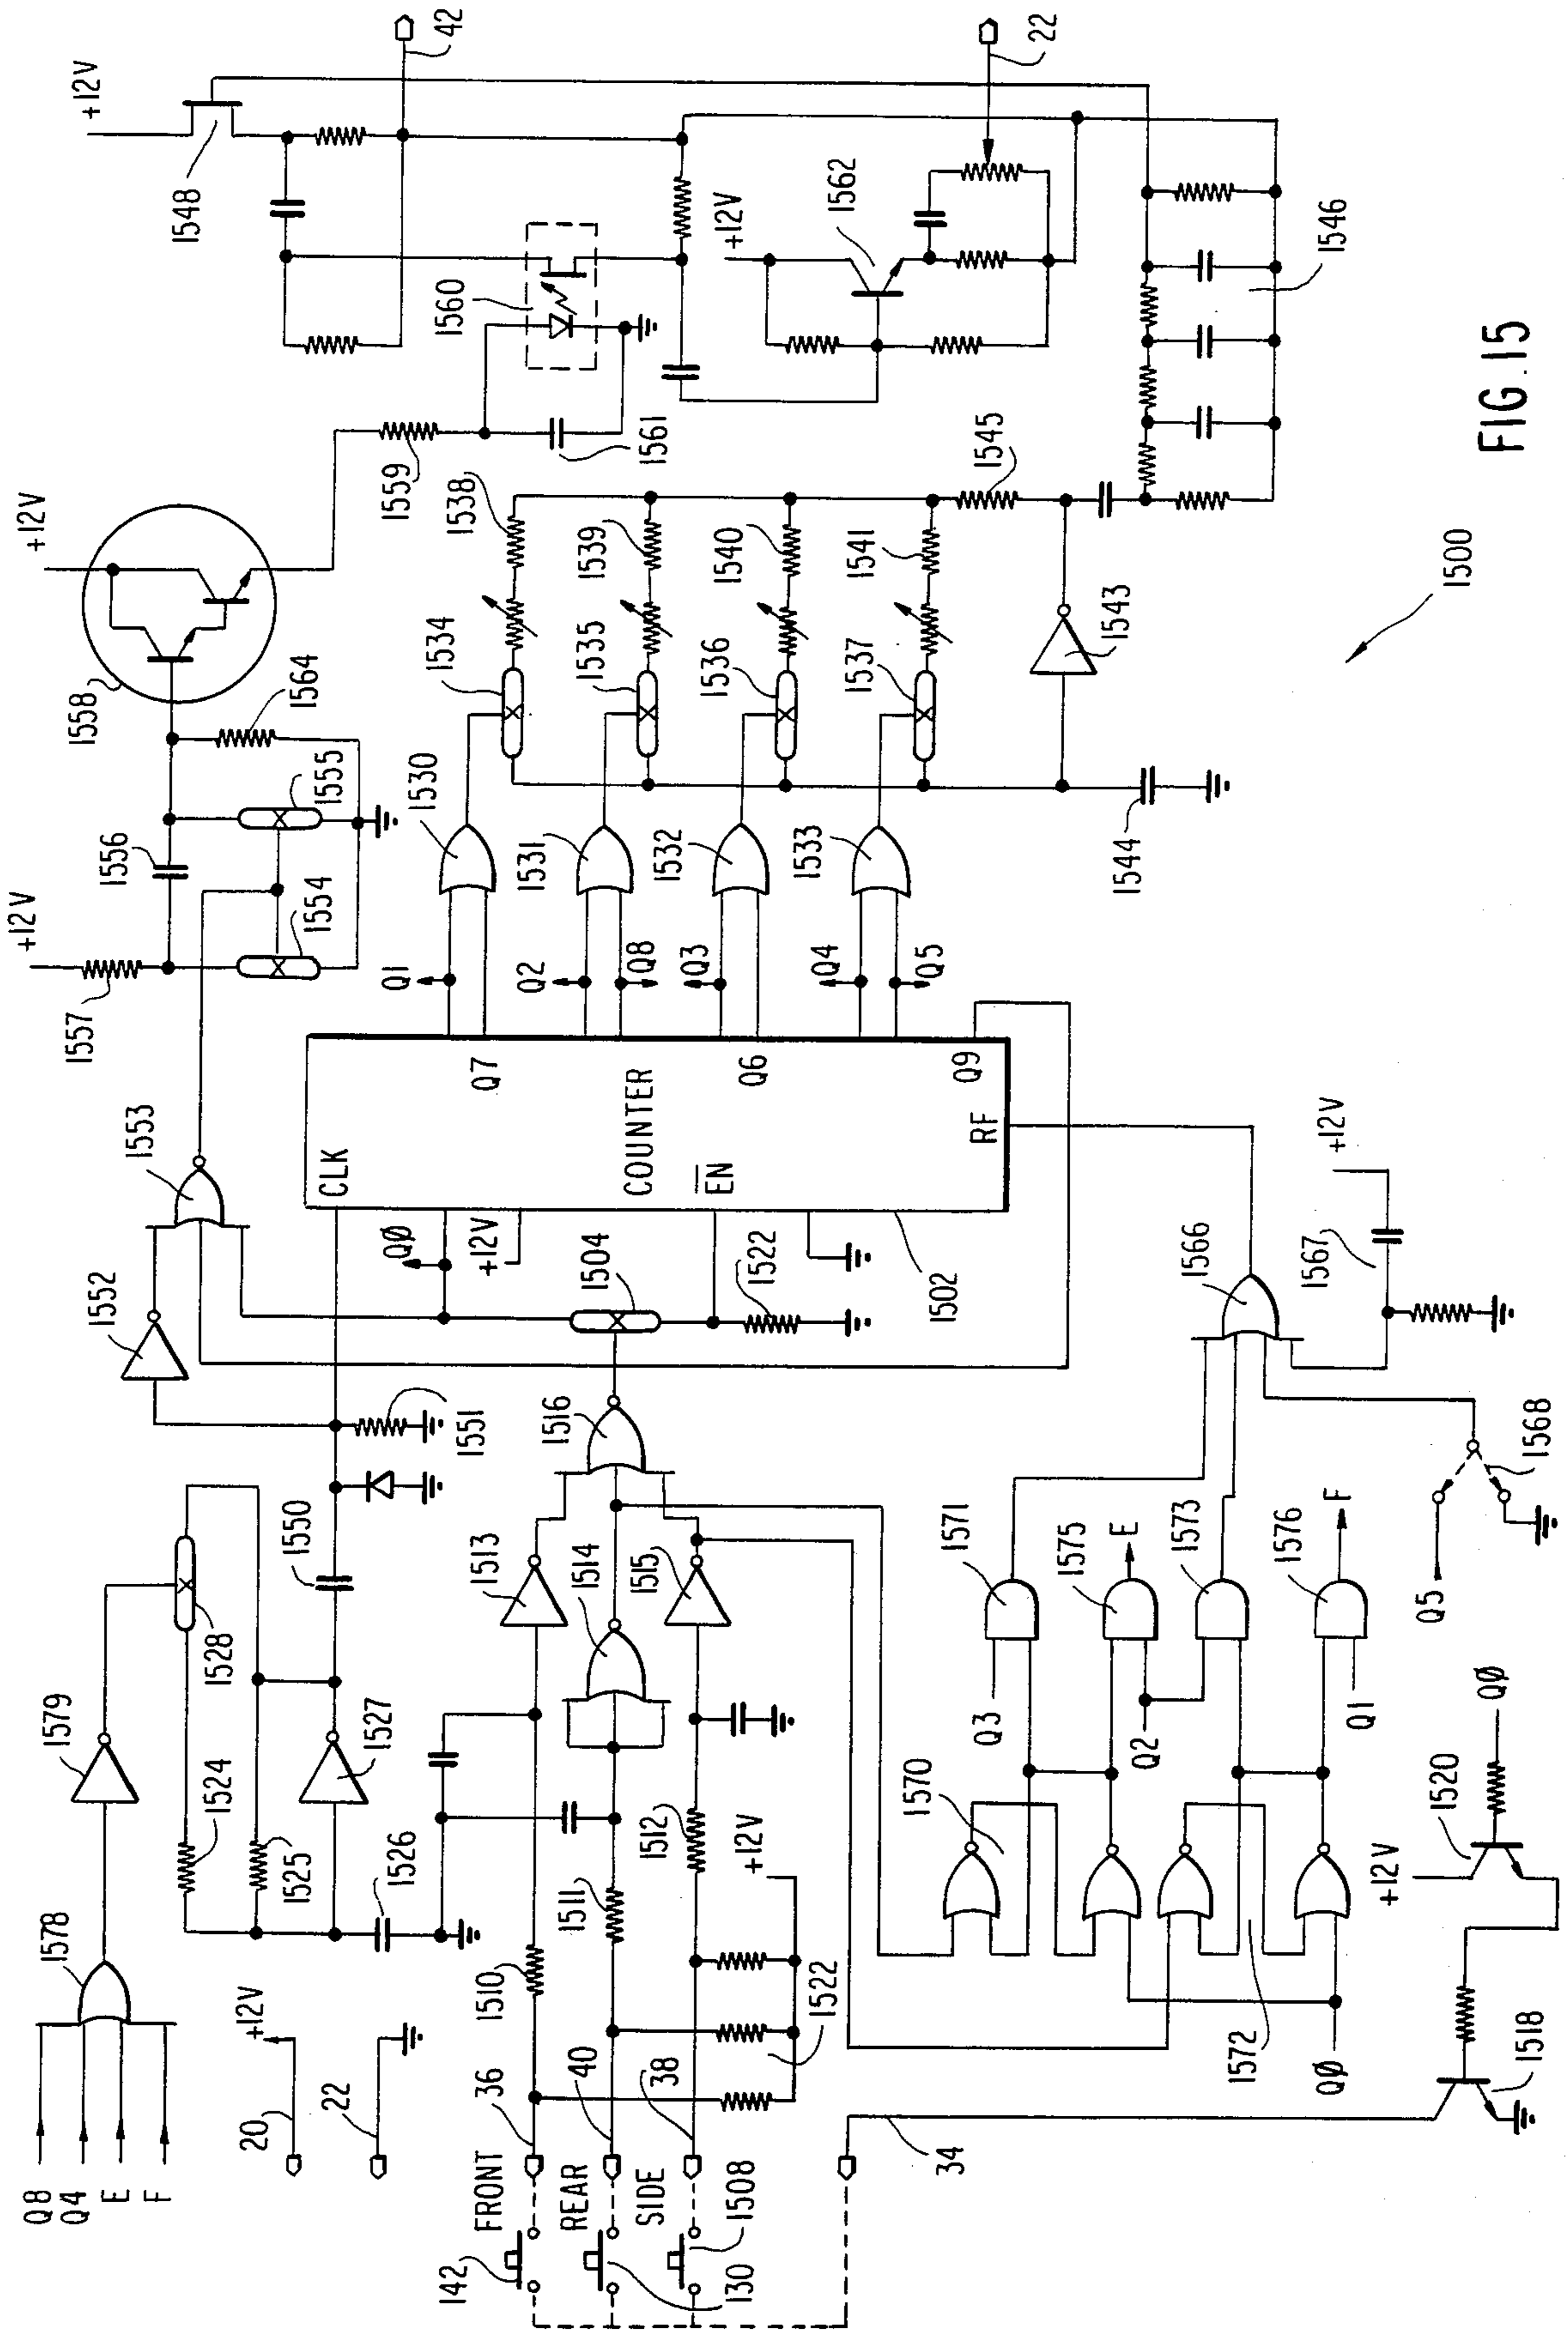 +12V
42
1548
22
+12V
1558
1560
+12V
1562
1564
1559
1561
1538
1546
+12V
1556
1555
1534
1539
1545
1557
1554
1530
1535
1540
1531
1536
1541
1532
1537
1533
1543
1544
Q1
Q2
Q8
Q3
Q4
Q5
1553
CLK
Q7
COUNTER
Q6
EN
Q9
RF
1552
QØ
+12V
1504
1522
1502
1500
+12V
1566
1567
1551
1550
1516
1568
1528
1513
1514
1515
1571
1575
E
1573
1576
F
Q5
1579
1524
1525
1527
1526
Q3
Q2
Q1
1570
1520
QØ
+12V
1578
1510
1511
1512
+12V
1522
1572
QØ
1518
Q8
Q4
E
F
+12V
20
22
36
40
38
34
FRONT
REAR
SIDE
142
130
1508
FIG. 15